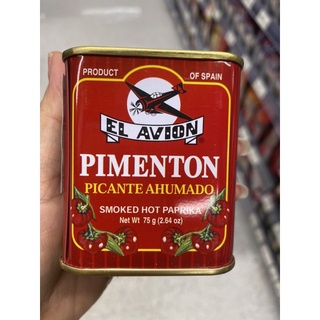 PRODUCT OF SPAIN
EL AVION®
PIMENTON
PICANTE AHUMADO
SMOKED HOT PAPRIKA
Net Wt 75 g (2.64 oz)